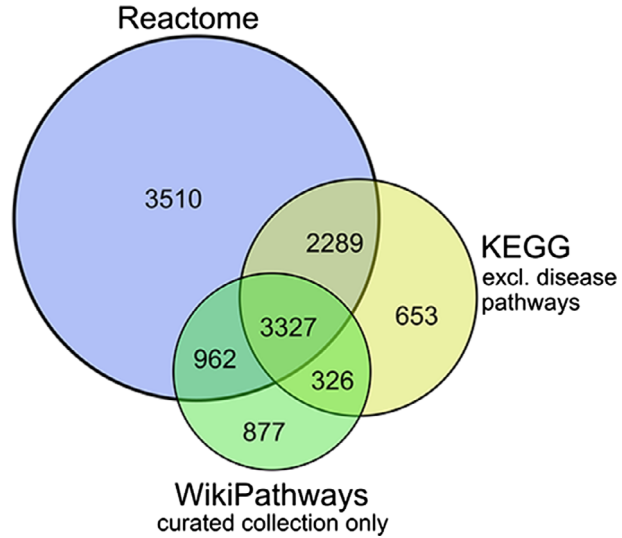 Reactome
3510
2289
KEGG
excl. disease
pathways
653
3327
962
326
877
WikiPathways
curated collection only